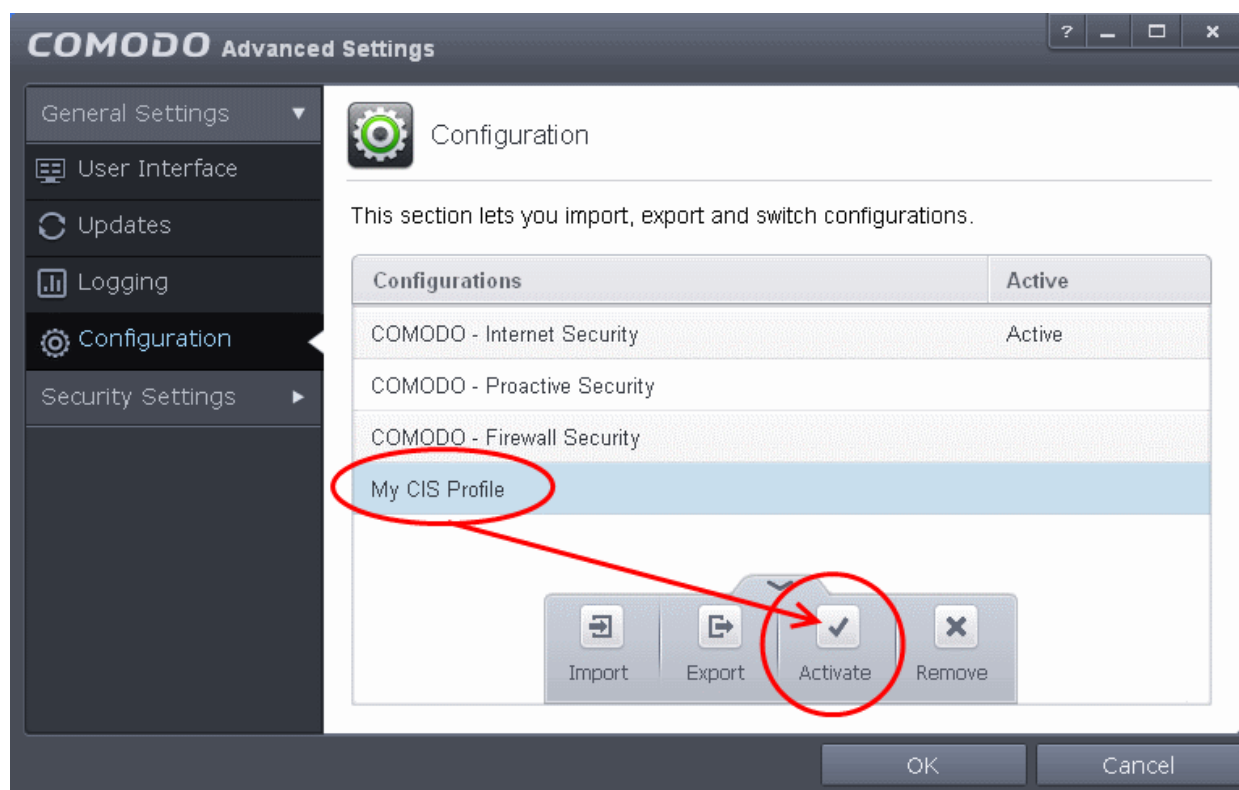 COMODO Advanced Settings
?
General Settings
User Interface
Updates
Logging
Configuration
Security Settings
Configuration
This section lets you import, export and switch configurations.
Configurations Active
COMODO - Internet Security Active
COMODO - Proactive Security
COMODO - Firewall Security
My CIS Profile
Import Export Activate Remove
OK Cancel